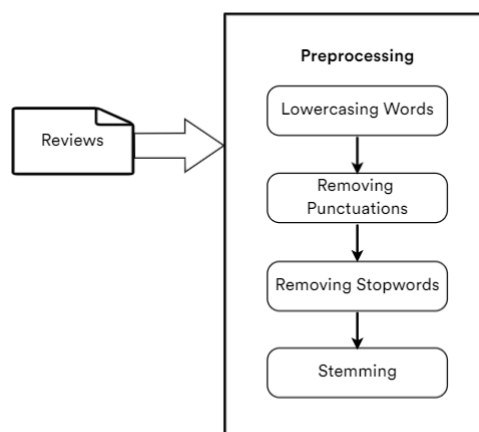 Preprocessing
Lowercasing Words
Reviews
Removing
Punctuations
Removing Stopwords
Stemming